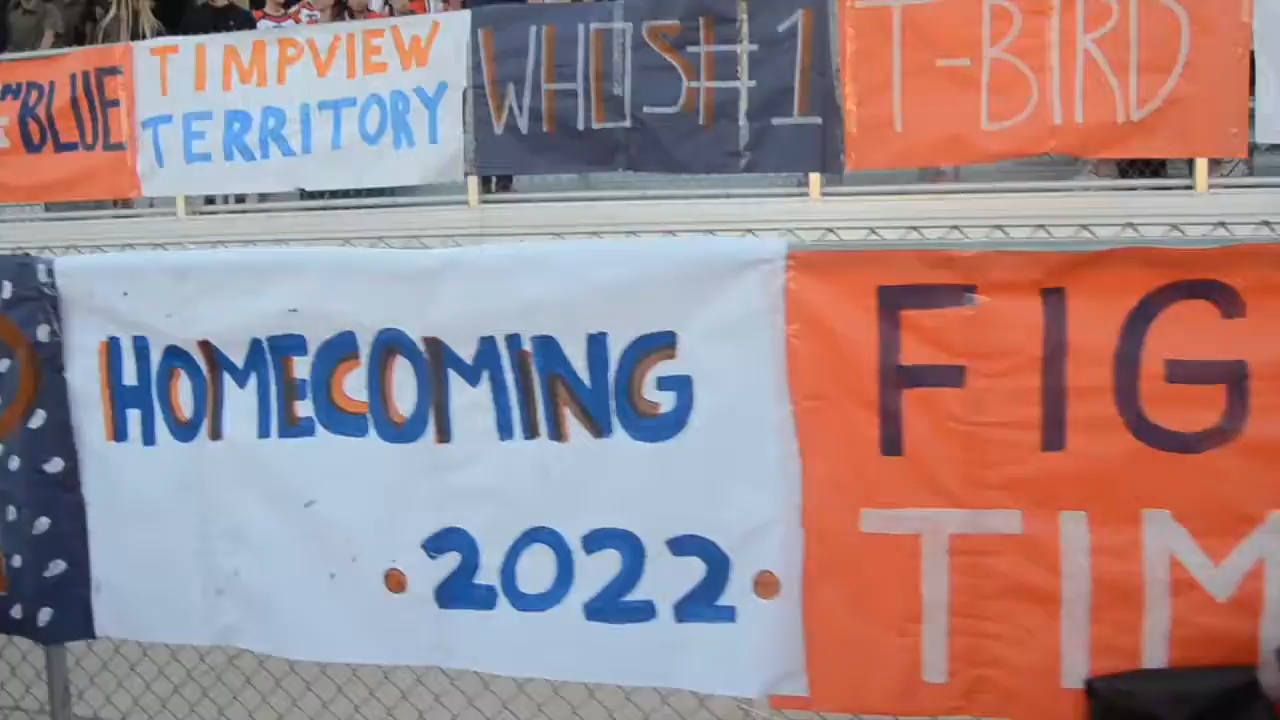 BLUE
TIMPVIEW
TERRITORY
WHOS #1
T-BIRD
HOMECOMING
• 2022 •
FIG
TIM